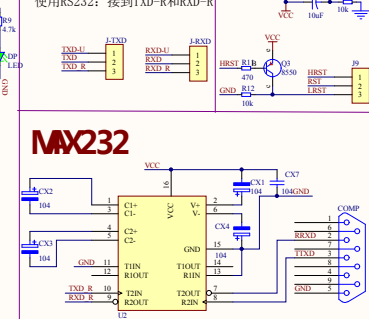 使用RS232：接到TXD-R和RXD-R
R9
4.7k
DP
LED
GND
J-TXD
TXD-U
TXD
TXD_R
1
2
3
J-RXD
RXD-U
RXD
RXD_R
1
2
3
VCC
10uF
10k
VCC
HRST
R11
470
Q3
8550
GND
R12
10k
J9
HRST
RST
LRST
1
2
3
MAX232
VCC
CX2
104
CX3
104
CX1
104
CX7
104GND
CX4
104
16
VCC
1
3
4
5
11
12
10
9
C1+
C1-
C2+
C2-
T1IN
R1OUT
T2IN
R2OUT
V+
V-
GND
T1OUT
R1IN
T2OUT
R2IN
2
6
15
14
13
7
8
GND
TXD_R
RXD_R
U2
COMP
1
6
RRXD
2
7
TTXD
3
8
4
9
GND
5